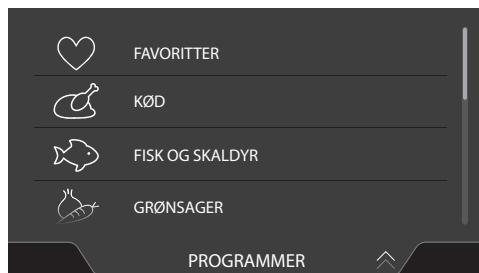 FAVORITTER
KØD
FISK OG SKALDYR
GRØNSAGER
PROGRAMMER